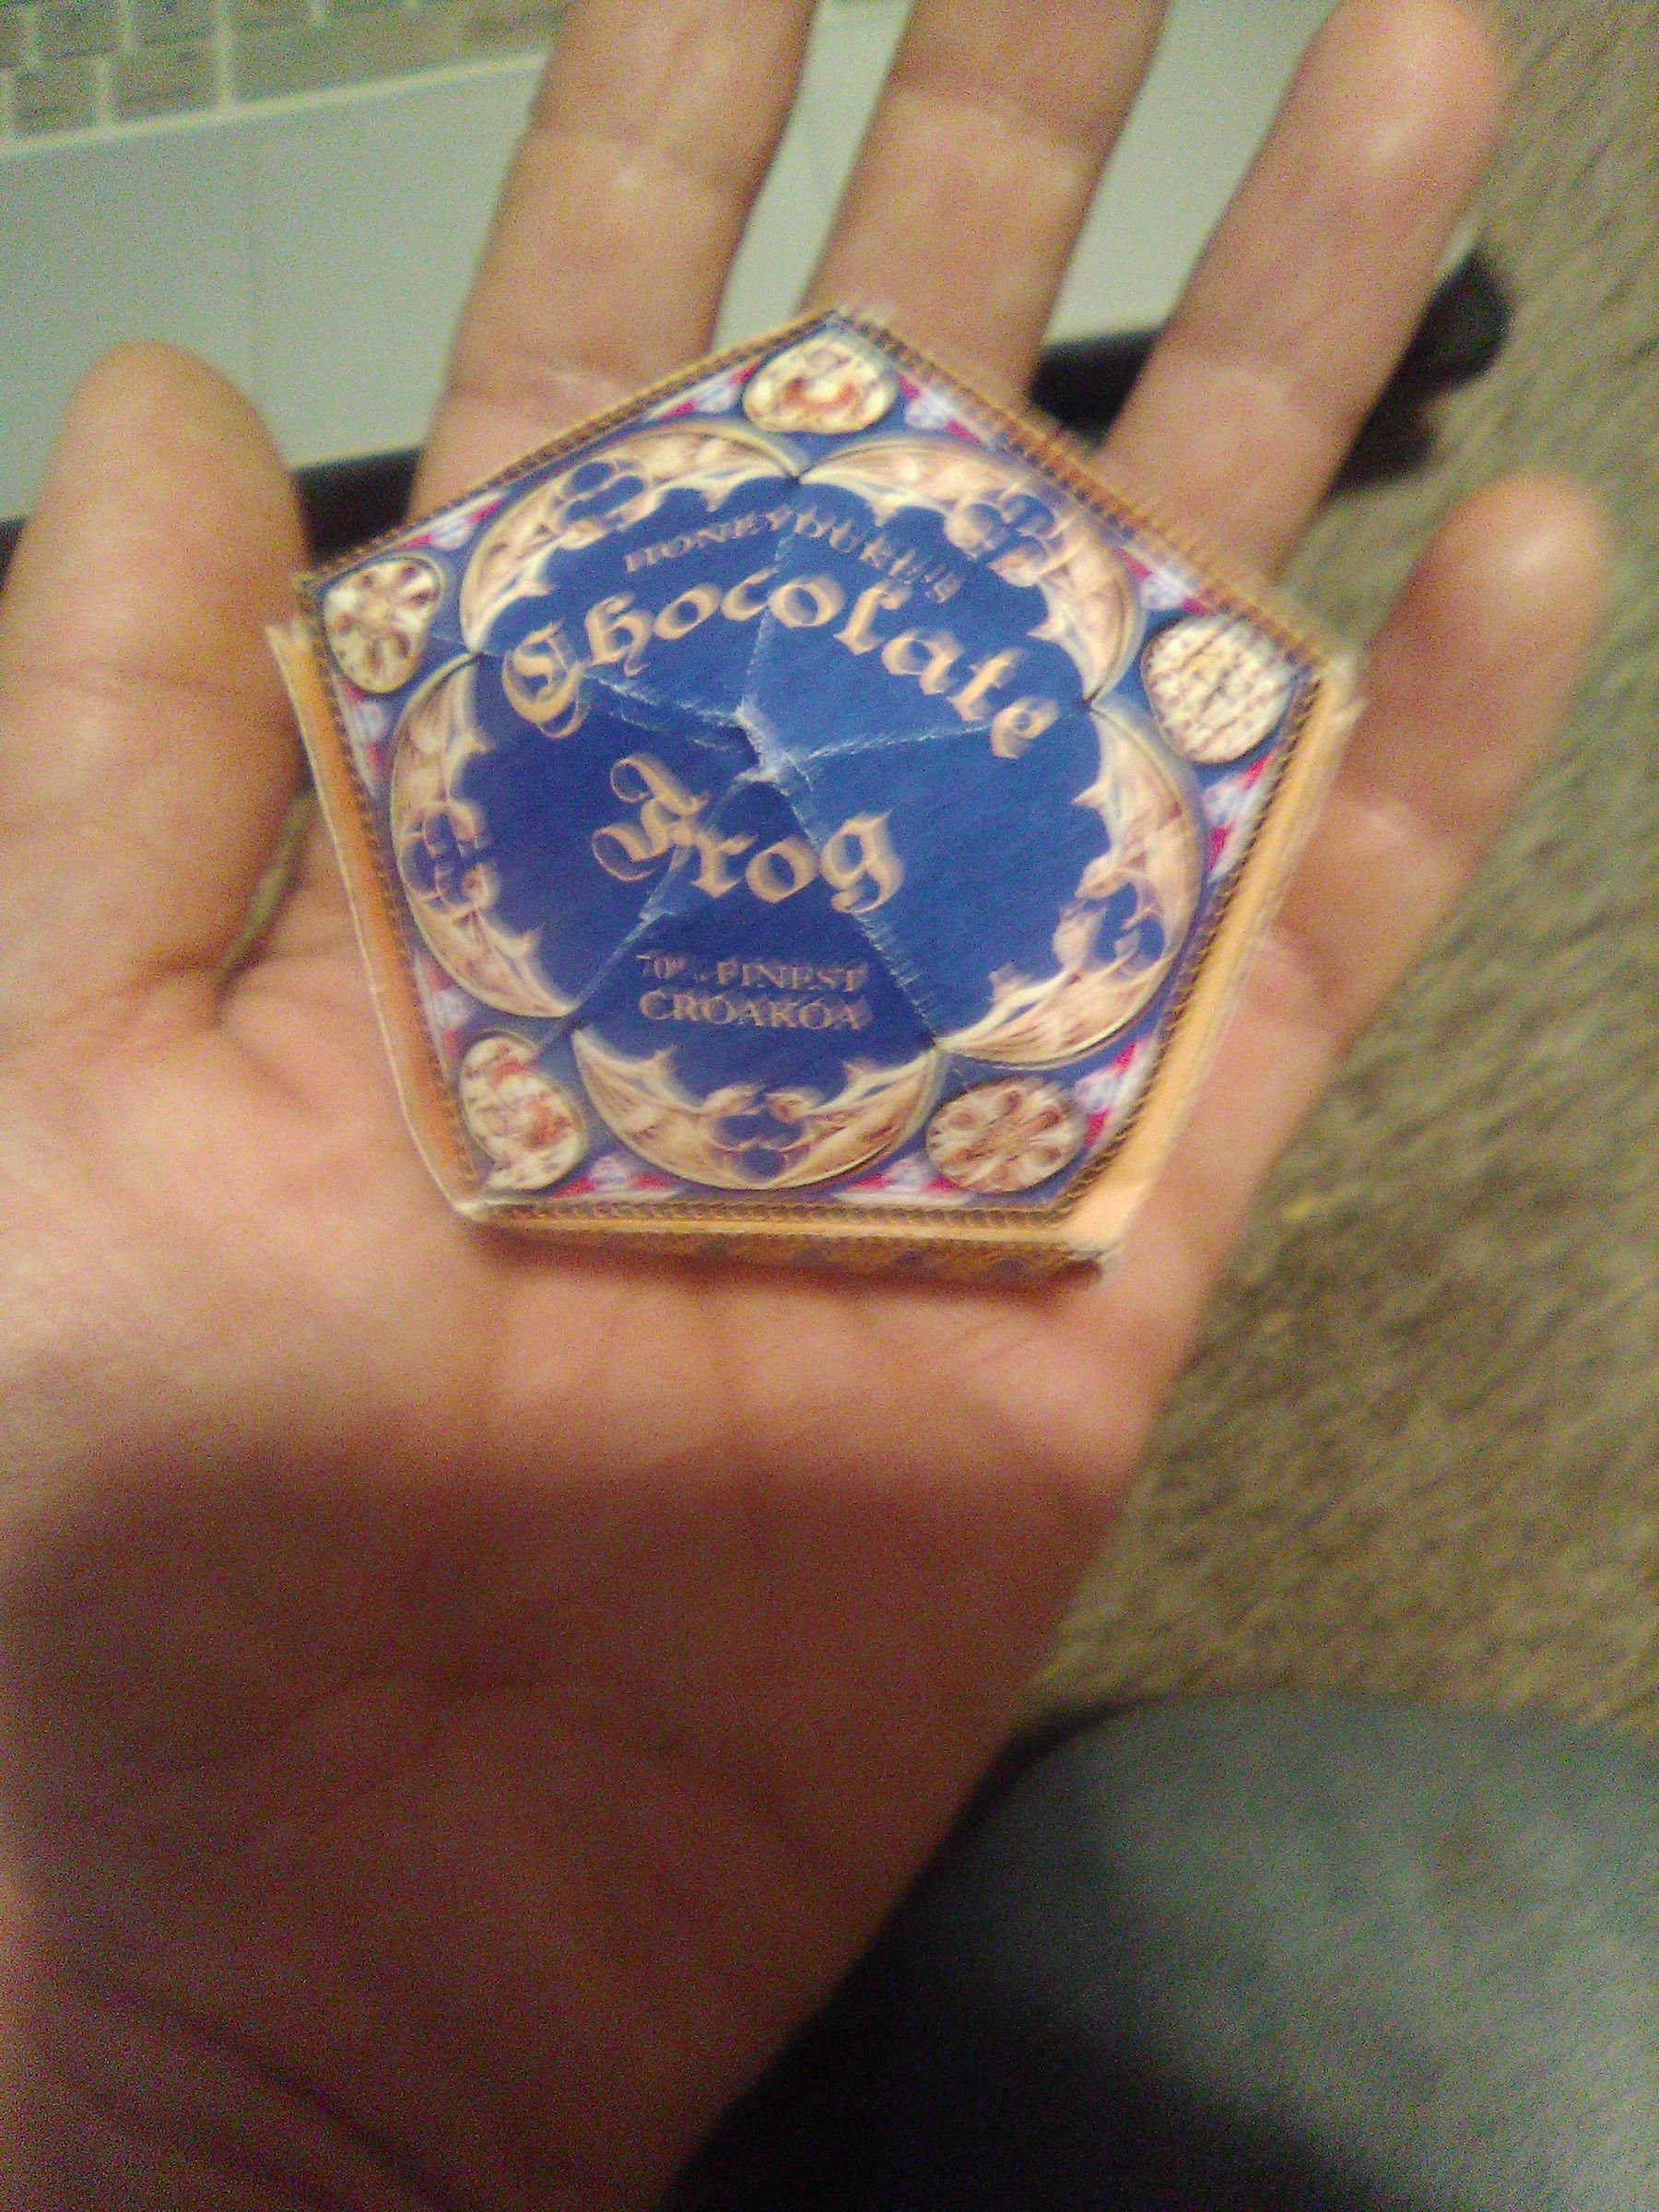 HONEYDUKES
Chocolate
Frog
70% FINEST
CROAKOA